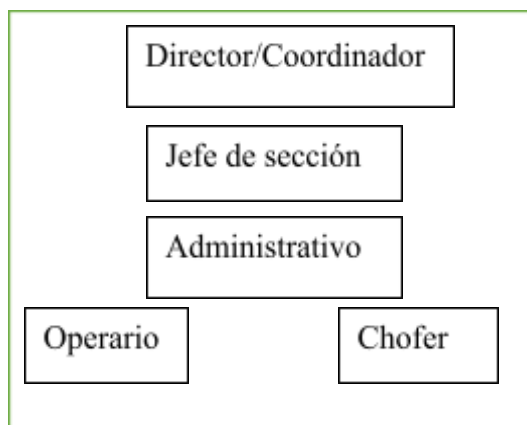 Director/Coordinador
Jefe de sección
Administrativo
Operario
Chofer